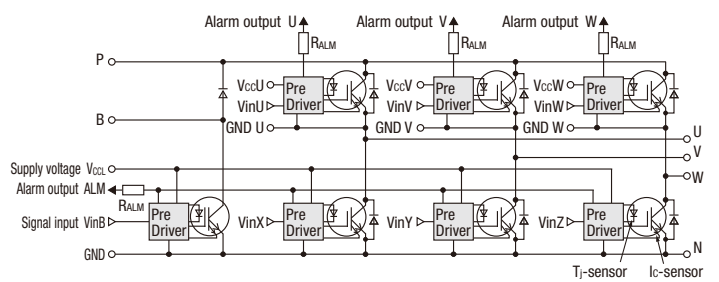 Alarm output U Alarm output V Alarm output W
RALM RALM RALM
P
VccU Pre Driver VccV Pre Driver VccW Pre Driver
VinU VinV VinW
B
GND U GND V GND W
U
V
Supply voltage VCCL
W
Alarm output ALM
RALM
Signal input VinB Pre Driver VinX Pre Driver VinY Pre Driver VinZ Pre Driver
GND
N
Tj-sensor Ic-sensor